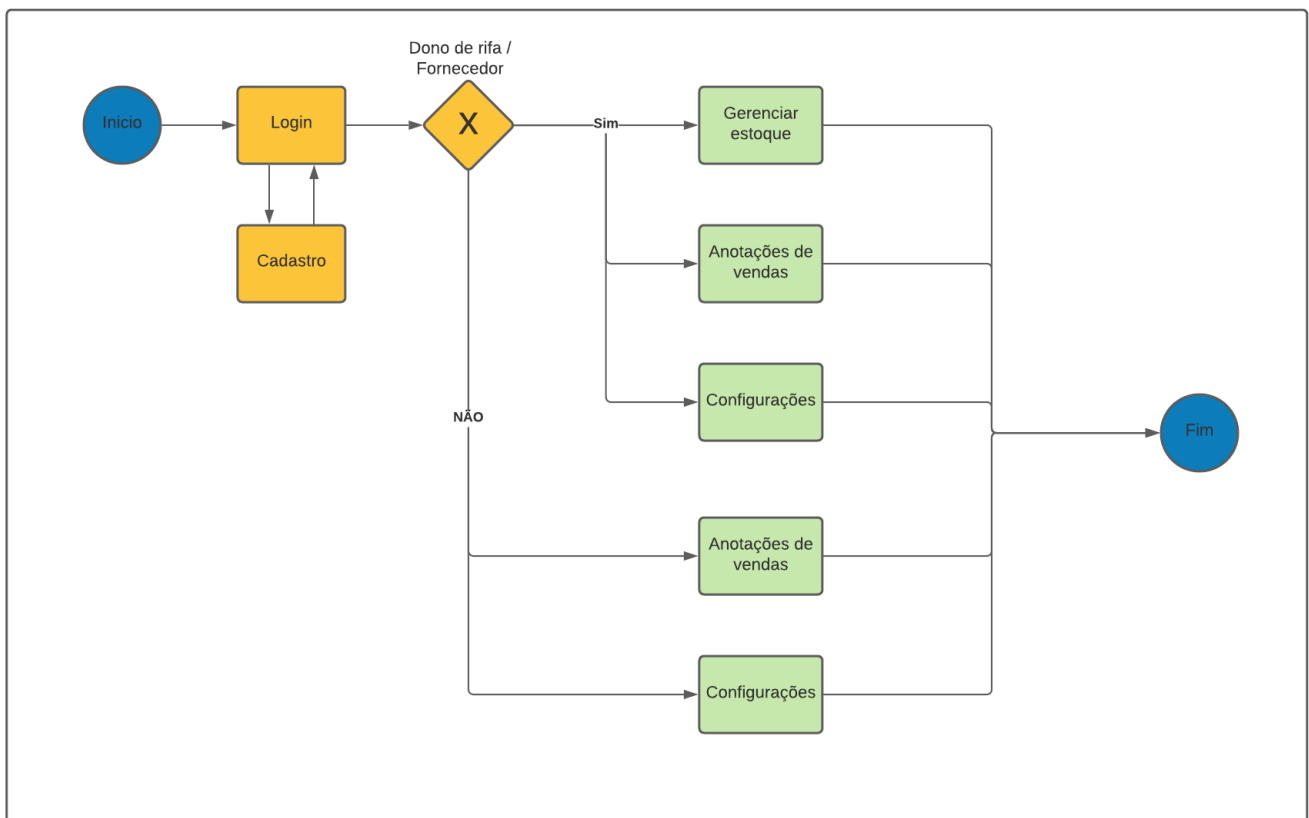 Dono de rifa /
Fornecedor
Inicio
Login
X
Sim
Gerenciar
estoque
Cadastro
Anotações de
vendas
Configurações
NÃO
Fim
Anotações de
vendas
Configurações